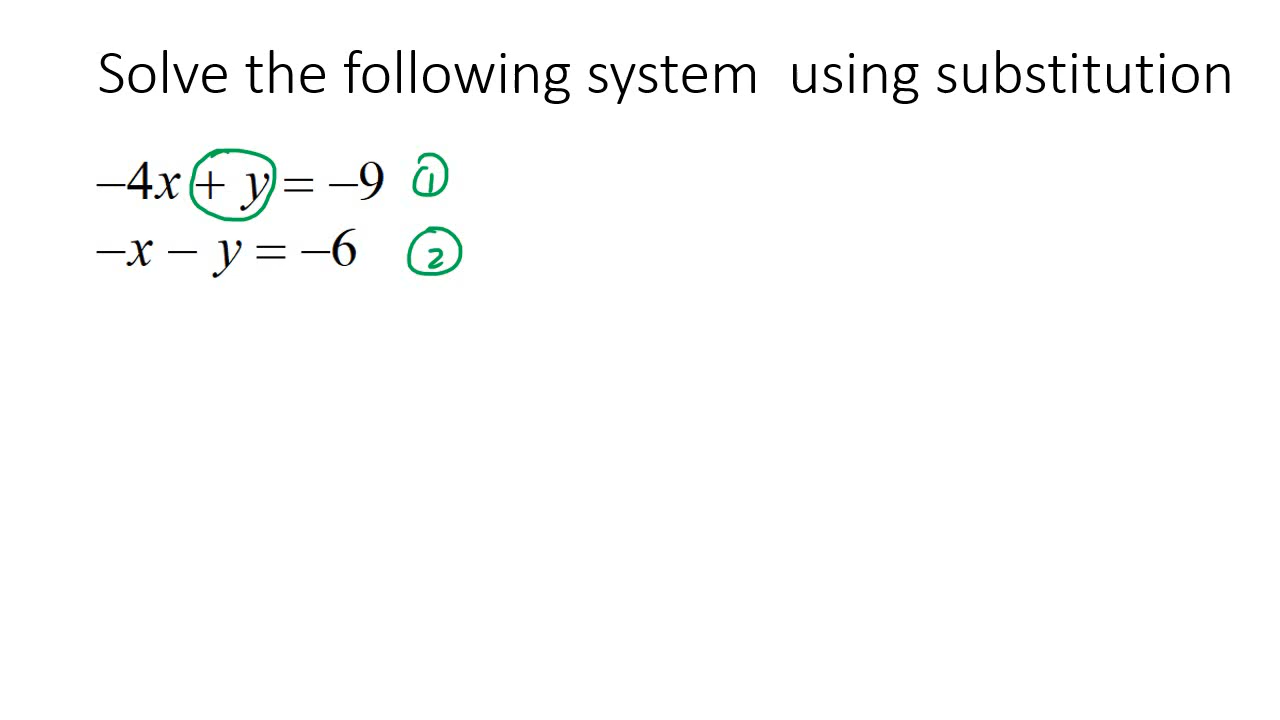 Solve the following system using substitution
−4x + y = −9 ①
−x − y = −6 ②